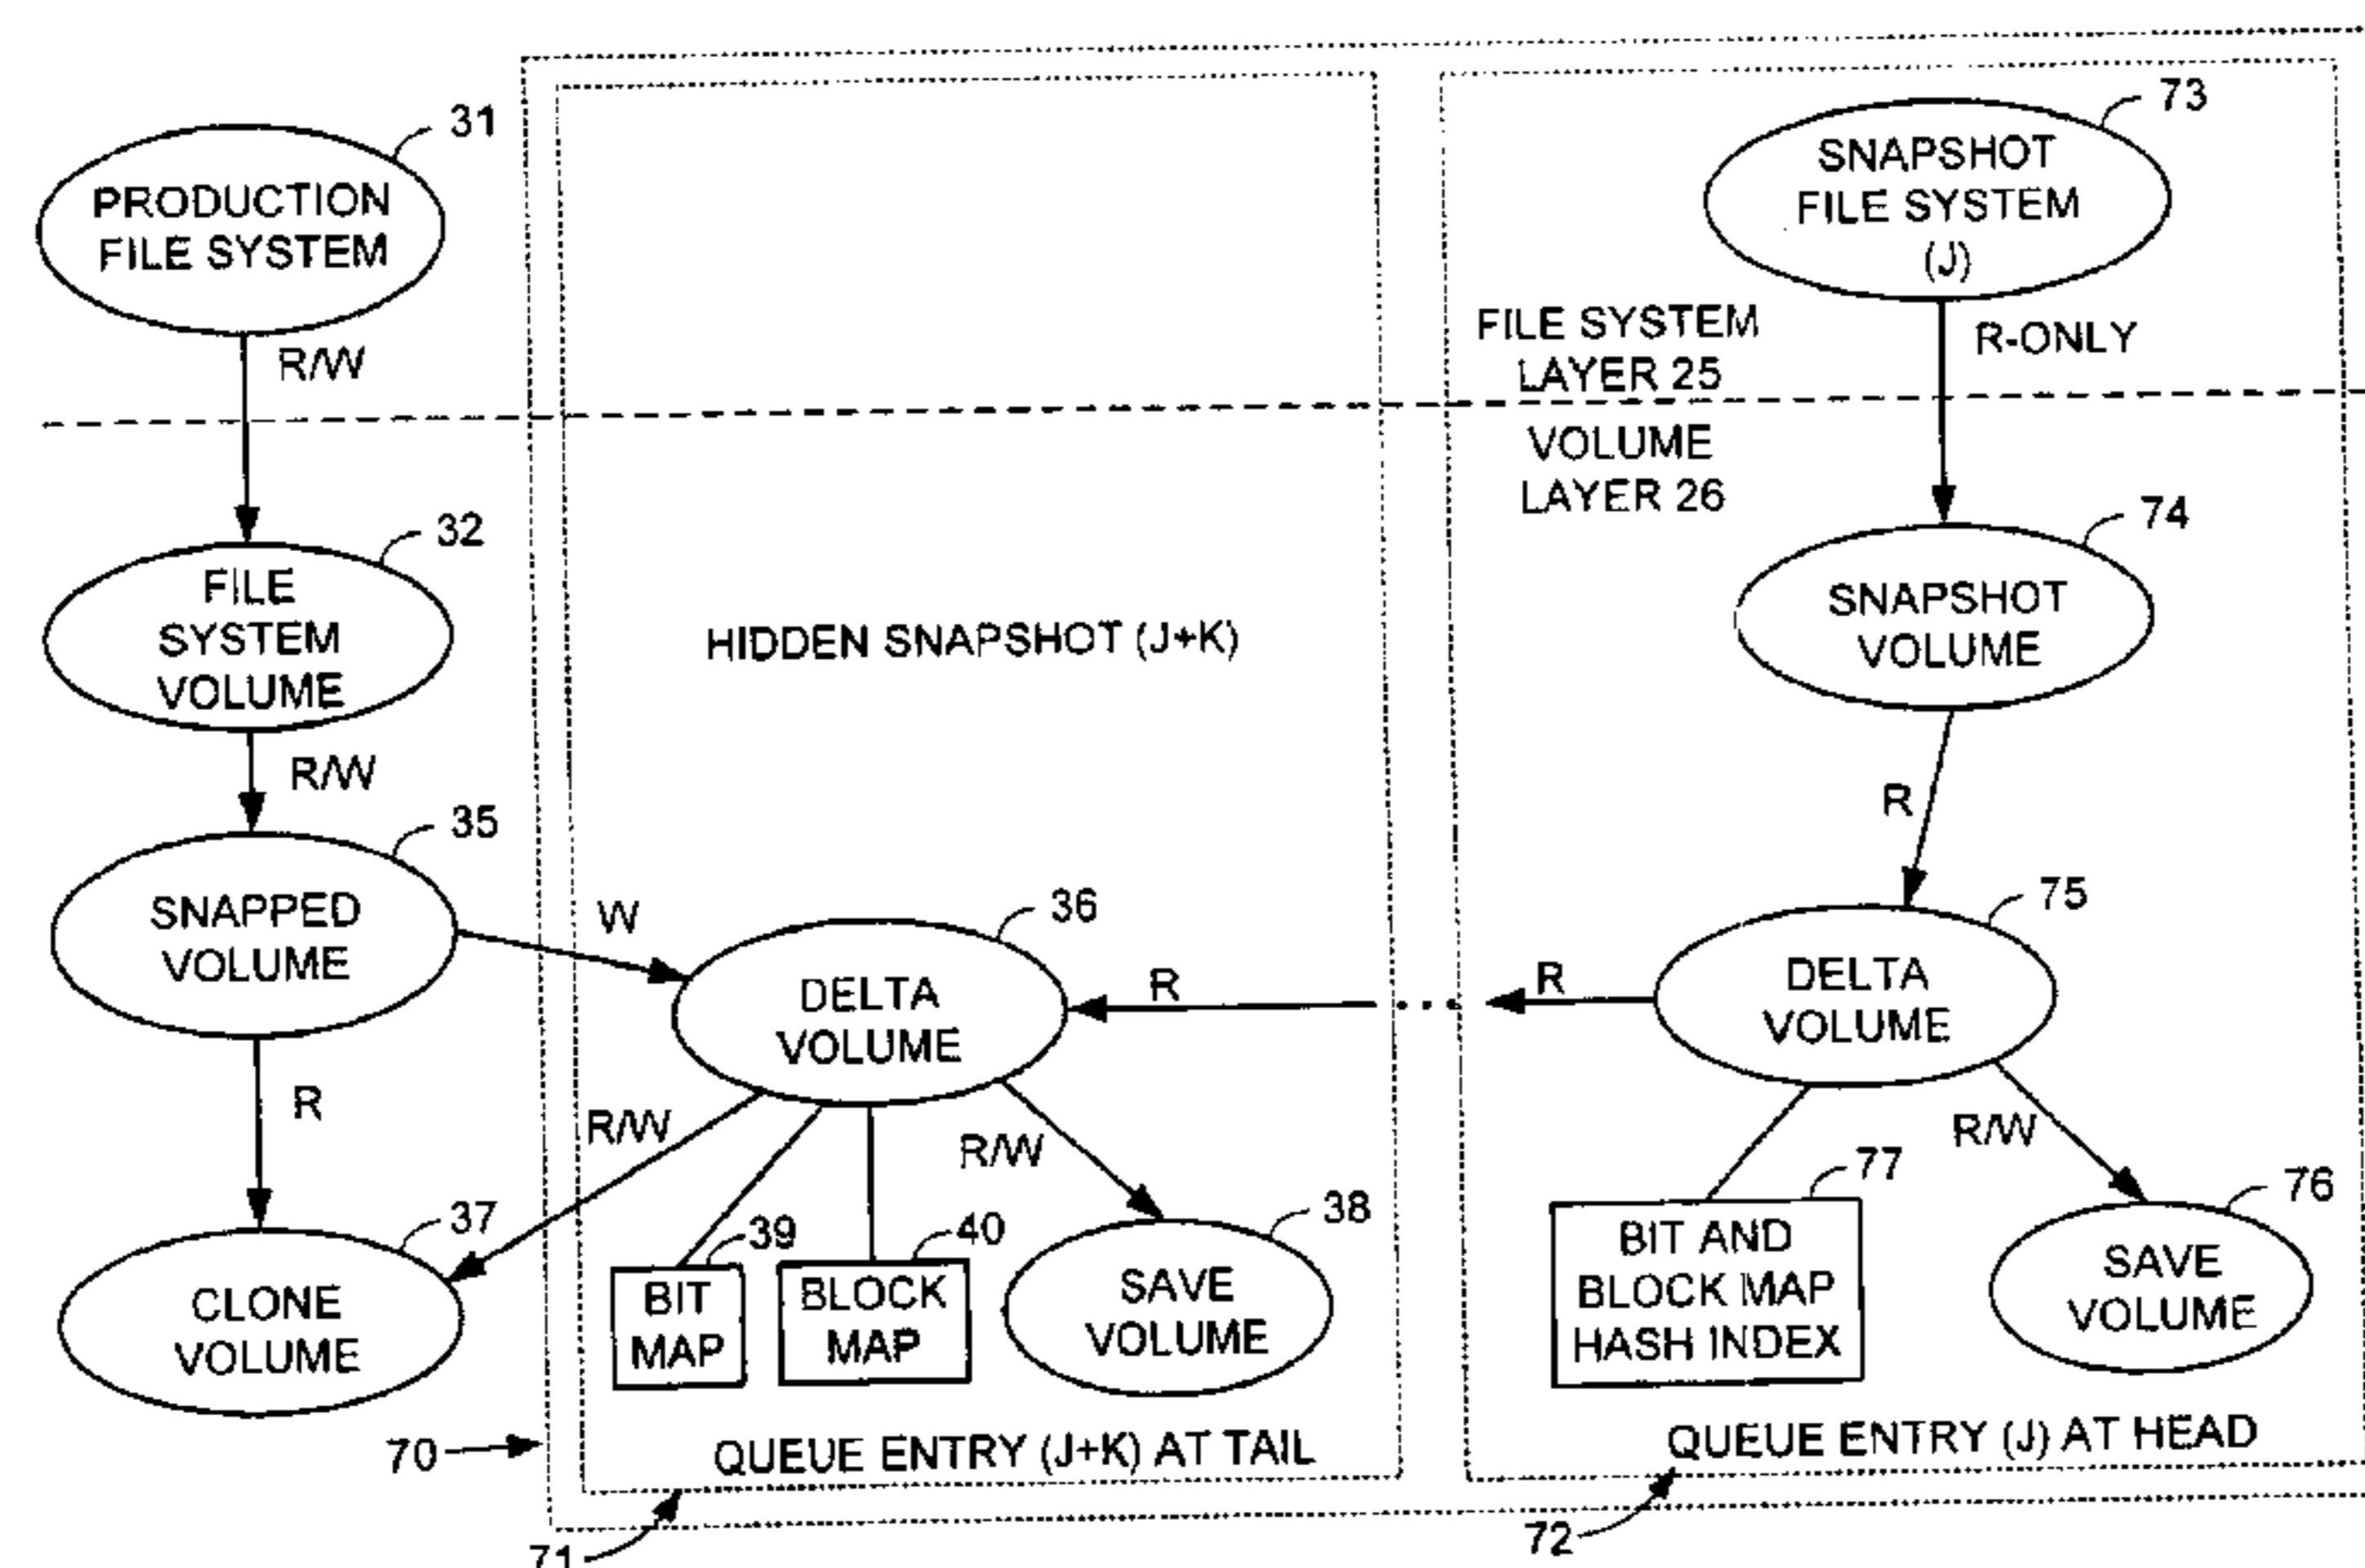 31
PRODUCTION
FILE SYSTEM
R/W
73
SNAPSHOT
FILE SYSTEM
(J)
R-ONLY
FILE SYSTEM
LAYER 25
VOLUME
LAYER 26
32
FILE
SYSTEM
VOLUME
R/W
HIDDEN SNAPSHOT (J+K)
74
SNAPSHOT
VOLUME
R
35
SNAPPED
VOLUME
W
R
36
DELTA
VOLUME
R
R
75
DELTA
VOLUME
R/W
R/W
R/W
37
CLONE
VOLUME
39
BIT
MAP
40
BLOCK
MAP
38
SAVE
VOLUME
77
BIT AND
BLOCK MAP
HASH INDEX
76
SAVE
VOLUME
70
QUEUE ENTRY (J+K) AT TAIL
QUEUE ENTRY (J) AT HEAD
71
72